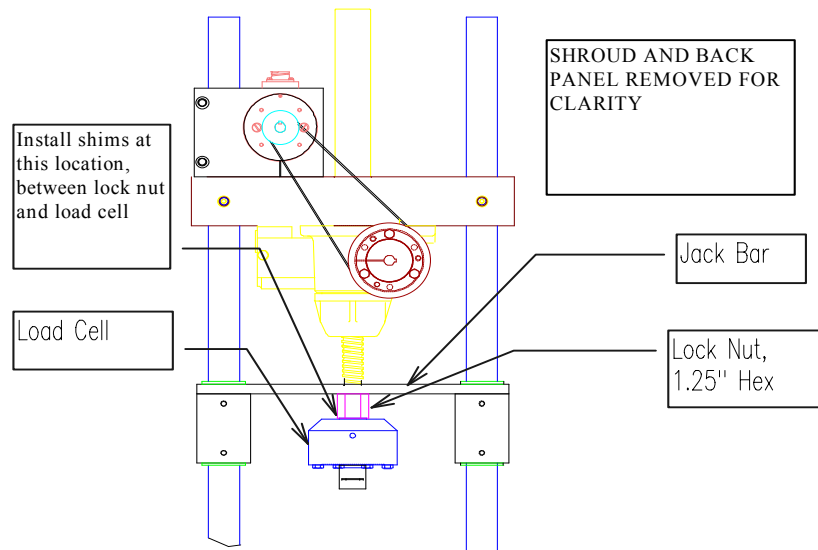 SHROUD AND BACK
PANEL REMOVED FOR
CLARITY
Install shims at
this location,
between lock nut
and load cell
Jack Bar
Load Cell
Lock Nut,
1.25" Hex